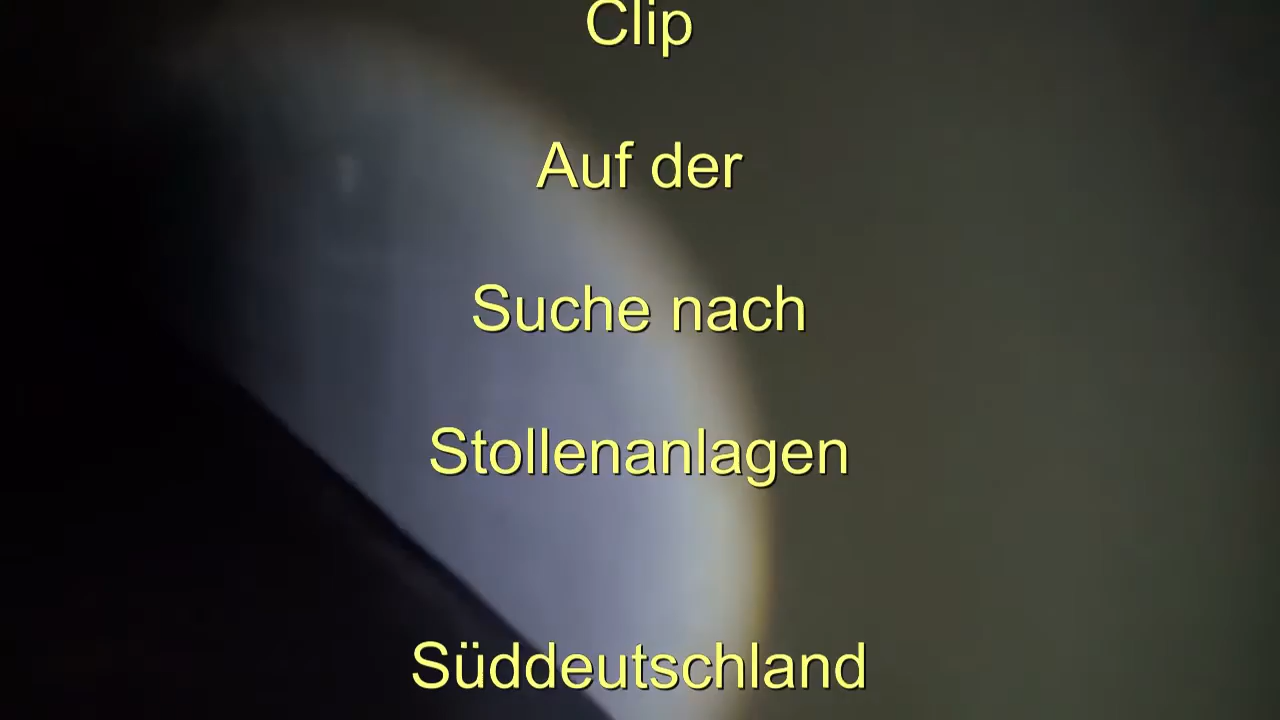 Clip
Auf der
Suche nach
Stollenanlagen
Süddeutschland